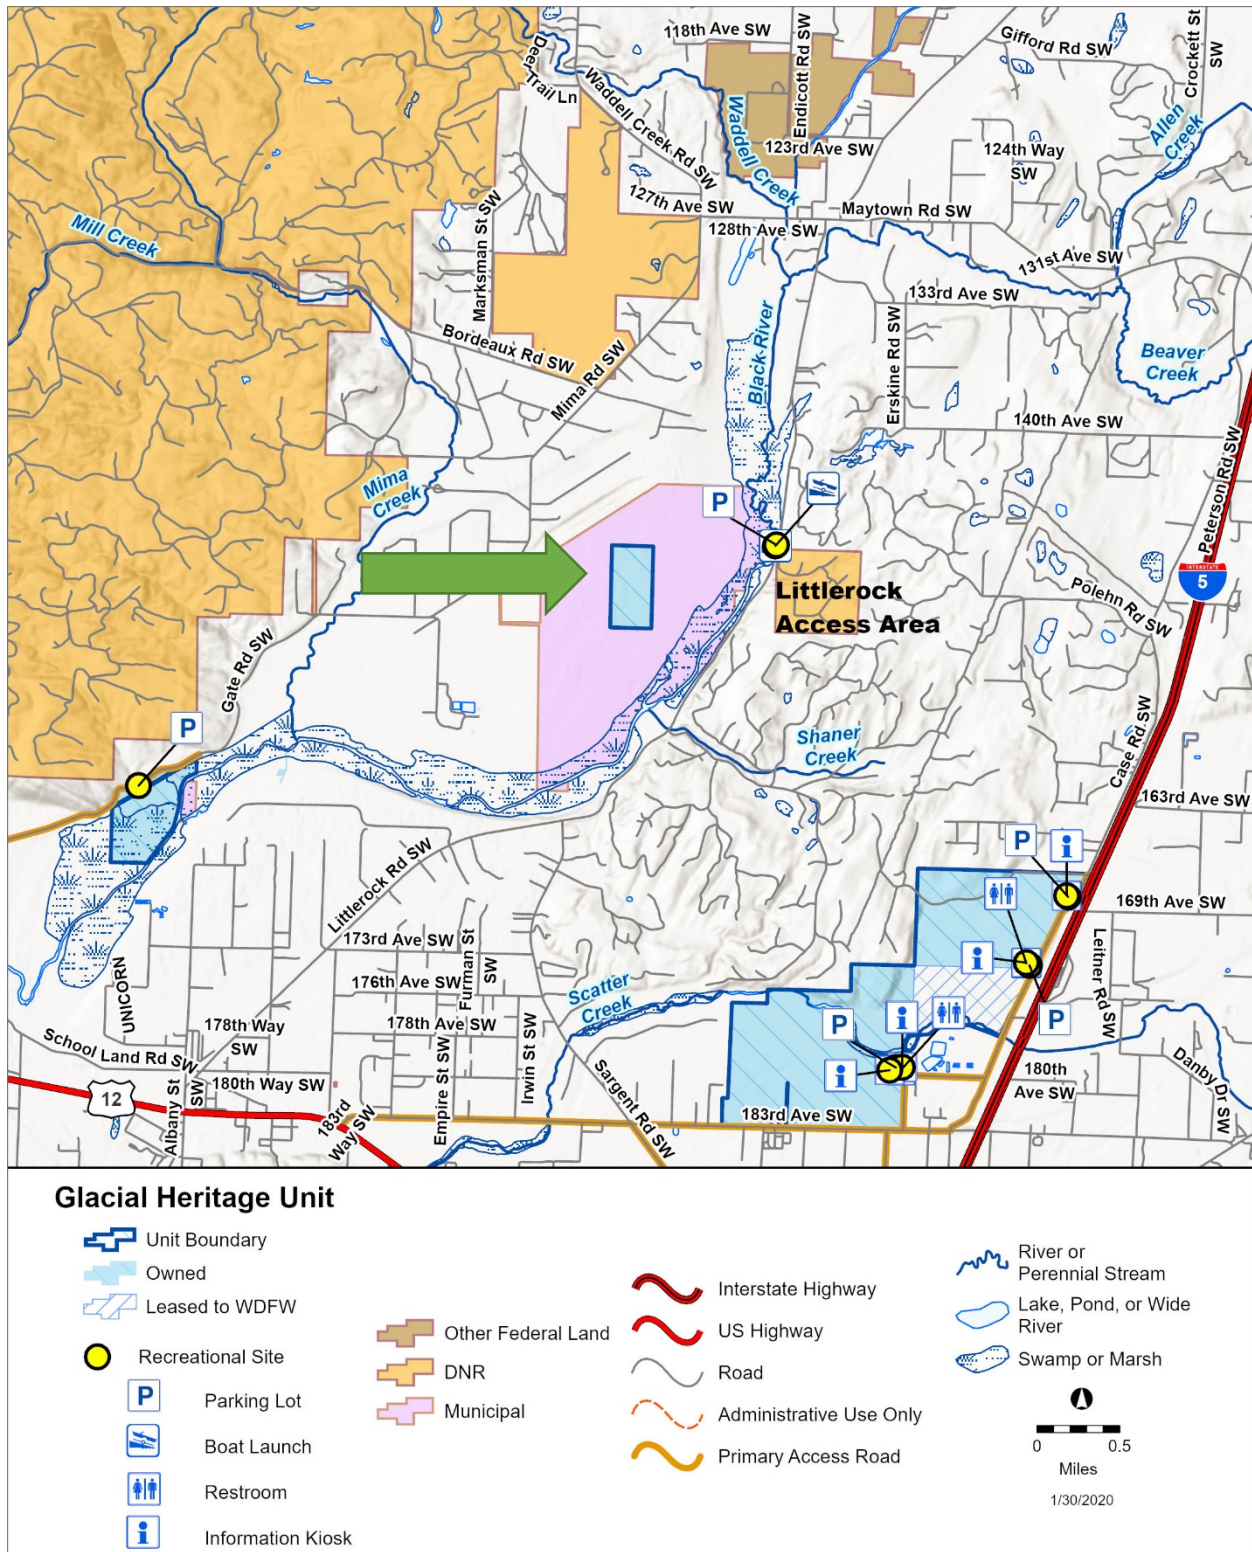 118th Ave SW
Gifford Rd SW
Crockett St
SW
Deer
Trail Ln
Waddell Creek Rd SW
Waddell Creek
Endicott Rd SW
123rd Ave SW
124th Way
SW
Allen
Creek
127th Ave SW
Maytown Rd SW
128th Ave SW
Mill Creek
Marksman St SW
131st Ave SW
133rd Ave SW
Bordeaux Rd SW
Mima Rd SW
Black River
Erskine Rd SW
Beaver
Creek
140th Ave SW
Peterson Rd SW
Mima
Creek
P
INTERSTATE
5
Littlerock
Access Area
Polehn Rd SW
Gate Rd SW
P
Shaner
Creek
Case Rd SW
163rd Ave SW
P
i
Littlerock Rd SW
169th Ave SW
173rd Ave SW
Furman St
SW
i
Leitner Rd SW
176th Ave SW
Scatter
Creek
UNICORN
178th Way
SW
178th Ave SW
P
i
P
School Land Rd SW
180th Way SW
Empire St SW
Irwin St SW
Sargent Rd SW
i
180th
Ave SW
Danby Dr SW
12
Albany St
SW
183rd
Way SW
183rd Ave SW
Glacial Heritage Unit
Unit Boundary
Owned
Leased to WDFW
Recreational Site
P
Parking Lot
Boat Launch
Restroom
i
Information Kiosk
Other Federal Land
DNR
Municipal
Interstate Highway
US Highway
Road
Administrative Use Only
Primary Access Road
River or
Perennial Stream
Lake, Pond, or Wide
River
Swamp or Marsh
0
0.5
Miles
1/30/2020